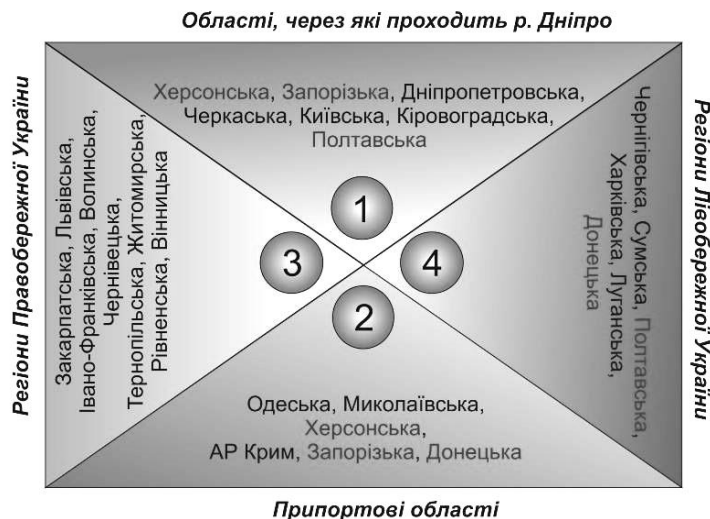 Області, через які проходить р. Дніпро
Херсонська, Запорізька, Дніпропетровська,
Черкаська, Київська, Кіровоградська,
Полтавська
1
Регіони Правобережної України
Закарпатська, Львівська,
Івано-Франківська, Волинська,
Чернівецька,
Тернопільська, Житомирська,
Рівненська, Вінницька
3
4
Чернігівська, Сумська, Полтавська,
Харківська, Луганська,
Донецька
Регіони Лівобережної України
2
Одеська, Миколаївська,
Херсонська,
АР Крим, Запорізька, Донецька
Припортові області